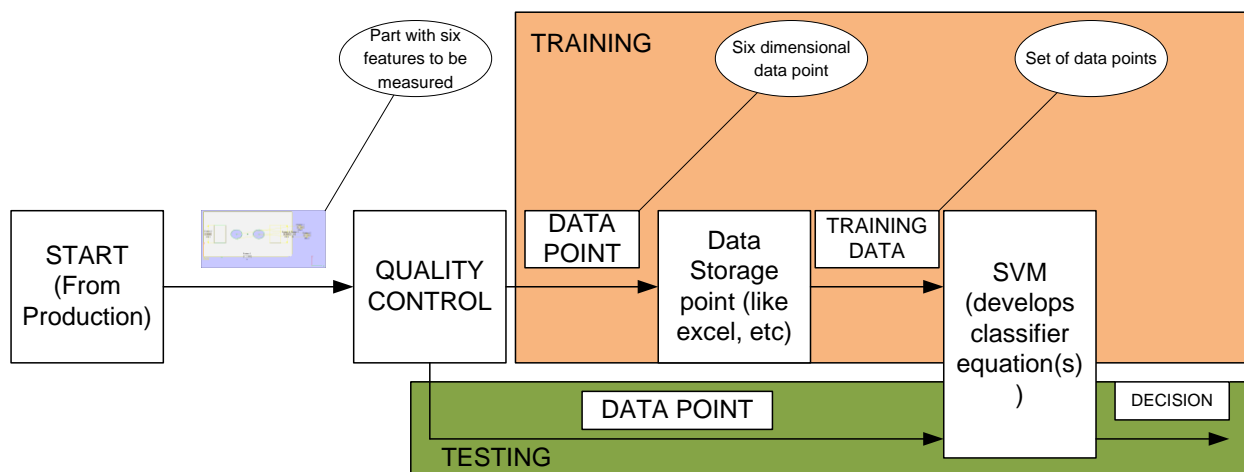 TRAINING
Part with six
features to be
measured
Six dimensional
data point
Set of data points
START
(From
Production)
QUALITY
CONTROL
DATA
POINT
Data
Storage
point (like
excel, etc)
TRAINING
DATA
SVM
(develops
classifier
equation(s)
)
DATA POINT
DECISION
TESTING